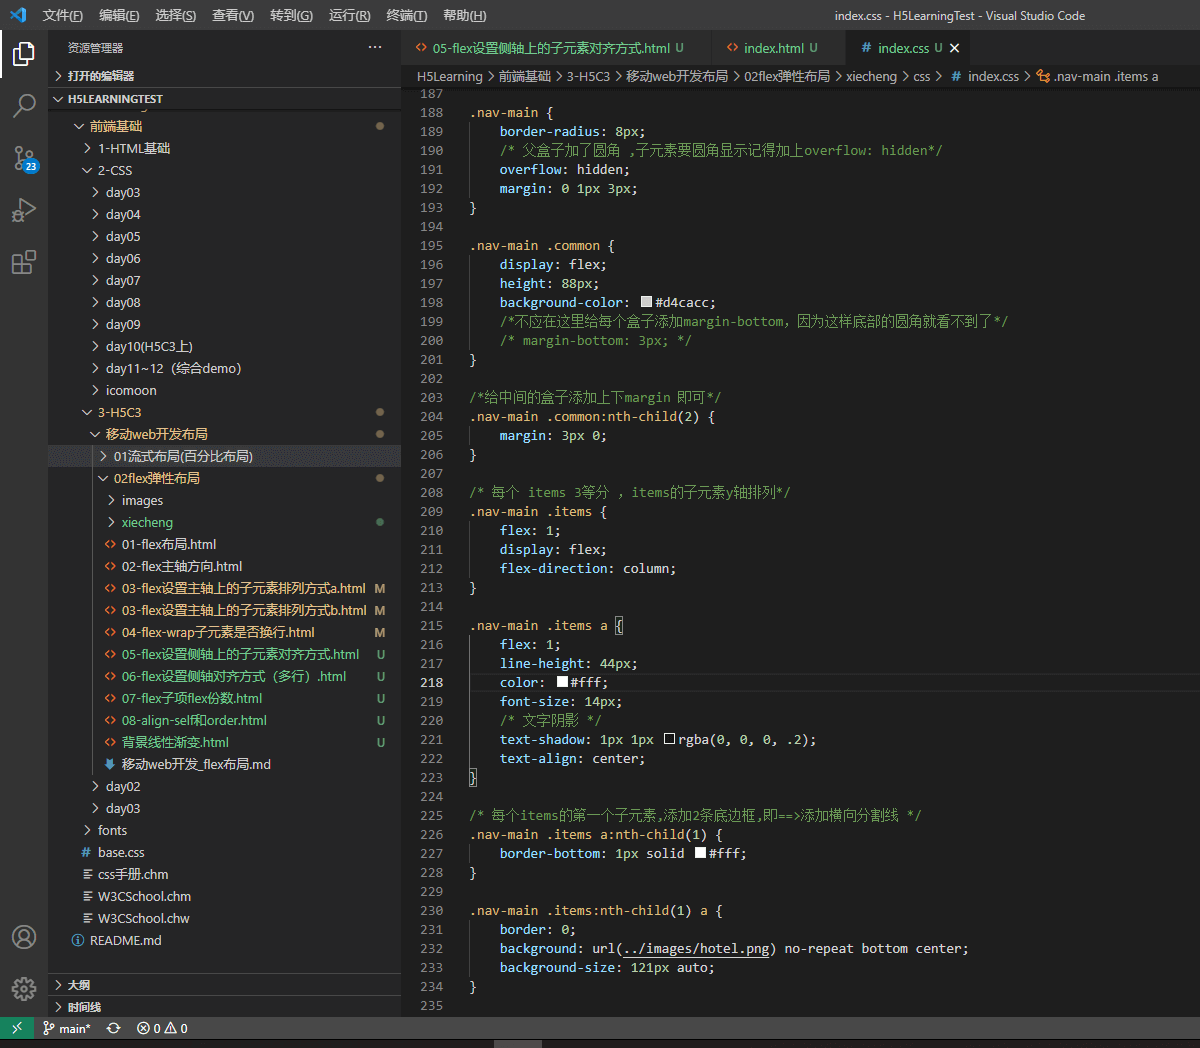 文件(F) 编辑(E) 选择(S) 查看(V) 转到(G) 运行(R) 终端(T) 帮助(H) index.css - H5LearningTest - Visual Studio Code
资源管理器 ···
打开的编辑器
H5LEARNINGTEST
前端基础
1-HTML基础
2-CSS
day03
day04
day05
day06
day07
day08
day09
day10(H5C3上)
day11~12（综合demo）
icomoon
3-H5C3
移动web开发布局
01流式布局(百分比布局)
02flex弹性布局
images
xiecheng
<> 01-flex布局.html
<> 02-flex主轴方向.html
<> 03-flex设置主轴上的子元素排列方式a.html M
<> 03-flex设置主轴上的子元素排列方式b.html M
<> 04-flex-wrap子元素是否换行.html M
<> 05-flex设置侧轴上的子元素对齐方式.html U
<> 06-flex设置侧轴对齐方式（多行）.html U
<> 07-flex子项flex份数.html U
<> 08-align-self和order.html U
<> 背景线性渐变.html U
移动web开发_flex布局.md
day02
day03
fonts
# base.css
css手册.chm
W3CSchool.chm
W3CSchool.chw
README.md
大纲
时间线
23
<> 05-flex设置侧轴上的子元素对齐方式.html U <> index.html U # index.css U ×
H5Learning > 前端基础 > 3-H5C3 > 移动web开发布局 > 02flex弹性布局 > xiecheng > css > # index.css > .nav-main .items a
187
188 .nav-main {
189 border-radius: 8px;
190 /* 父盒子加了圆角 ,子元素要圆角显示记得加上overflow: hidden*/
191 overflow: hidden;
192 margin: 0 1px 3px;
193 }
194
195 .nav-main .common {
196 display: flex;
197 height: 88px;
198 background-color: #d4cacc;
199 /*不应在这里给每个盒子添加margin-bottom, 因为这样底部的圆角就看不到了*/
200 /* margin-bottom: 3px; */
201 }
202
203 /*给中间的盒子添加上下margin 即可*/
204 .nav-main .common:nth-child(2) {
205 margin: 3px 0;
206 }
207
208 /* 每个 items 3等分 , items的子元素y轴排列*/
209 .nav-main .items {
210 flex: 1;
211 display: flex;
212 flex-direction: column;
213 }
214
215 .nav-main .items a {
216 flex: 1;
217 line-height: 44px;
218 color: #fff;
219 font-size: 14px;
220 /* 文字阴影 */
221 text-shadow: 1px 1px rgba(0, 0, 0, .2);
222 text-align: center;
223 }
224
225 /* 每个items的第一个子元素,添加2条底边框,即==>添加横向分割线 */
226 .nav-main .items a:nth-child(1) {
227 border-bottom: 1px solid #fff;
228 }
229
230 .nav-main .items:nth-child(1) a {
231 border: 0;
232 background: url(../images/hotel.png) no-repeat bottom center;
233 background-size: 121px auto;
234 }
235
main* 0 0